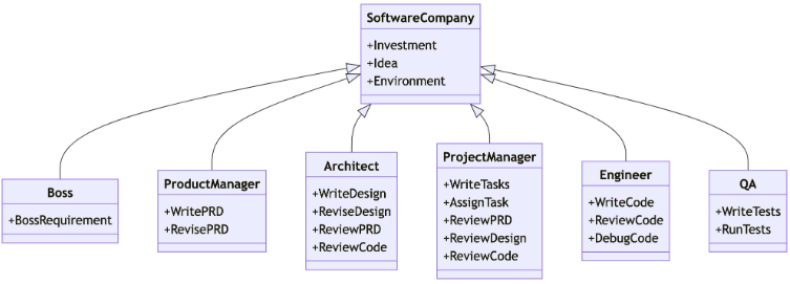 SoftwareCompany
+Investment
+Idea
+Environment
Boss
+BossRequirement
ProductManager
+WritePRD
+RevisePRD
Architect
+WriteDesign
+ReviseDesign
+ReviewPRD
+ReviewCode
ProjectManager
+WriteTasks
+AssignTask
+ReviewPRD
+ReviewDesign
+ReviewCode
Engineer
+WriteCode
+ReviewCode
+DebugCode
QA
+WriteTests
+RunTests